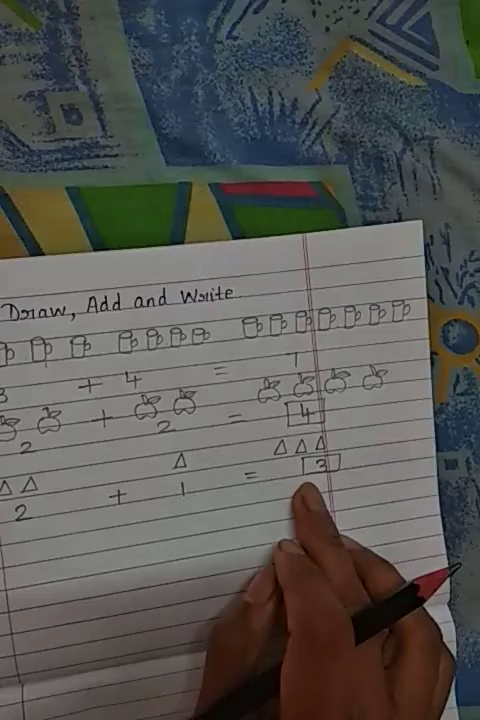 Draw, Add and Write
3 + 4 = 7
2 + 2 = 4
2 + 1 = 3